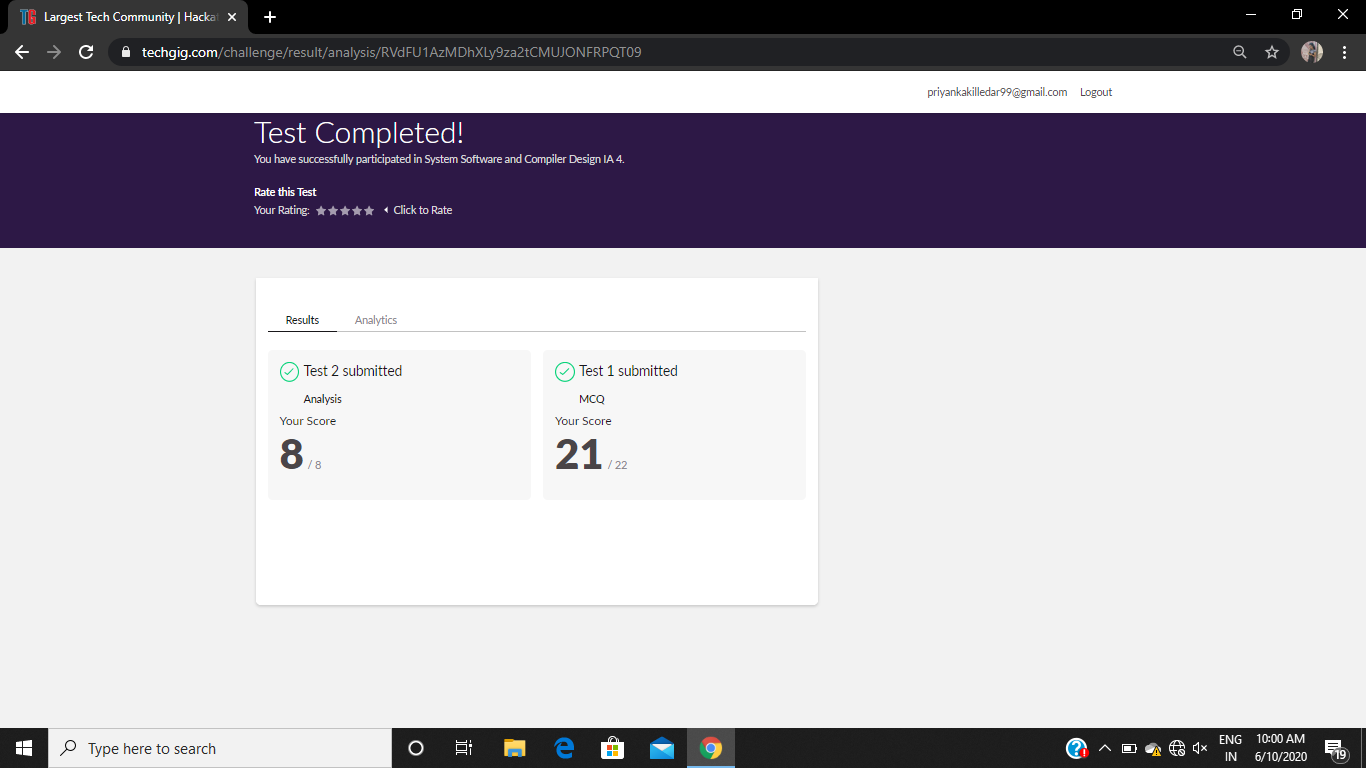 Largest Tech Community | Hacka
techgig.com/challenge/result/analysis/RVdFU1AzMDhXLy9za2tCMUJONFRPQT09
priyankakilledar99@gmail.com Logout
Test Completed!
You have successfully participated in System Software and Compiler Design IA 4.
Rate this Test
Your Rating: Click to Rate
Results Analytics
Test 2 submitted
Analysis
Your Score
8 / 8
Test 1 submitted
MCQ
Your Score
21 / 22
Type here to search
ENG
IN
10:00 AM
6/10/2020
19